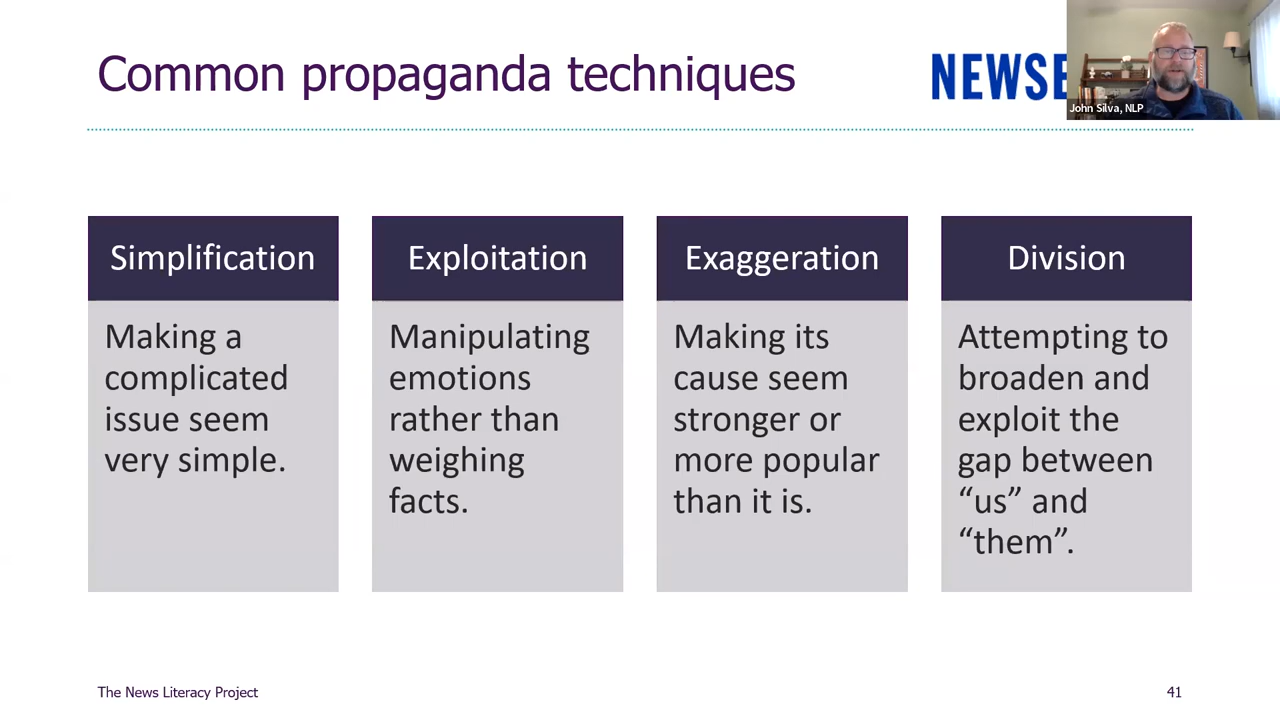 Common propaganda techniques
NEWSE
John Silva, NLP
Simplification
Making a
complicated
issue seem
very simple.
Exploitation
Manipulating
emotions
rather than
weighing
facts.
Exaggeration
Making its
cause seem
stronger or
more popular
than it is.
Division
Attempting to
broaden and
exploit the
gap between
“us” and
“them”.
The News Literacy Project
41